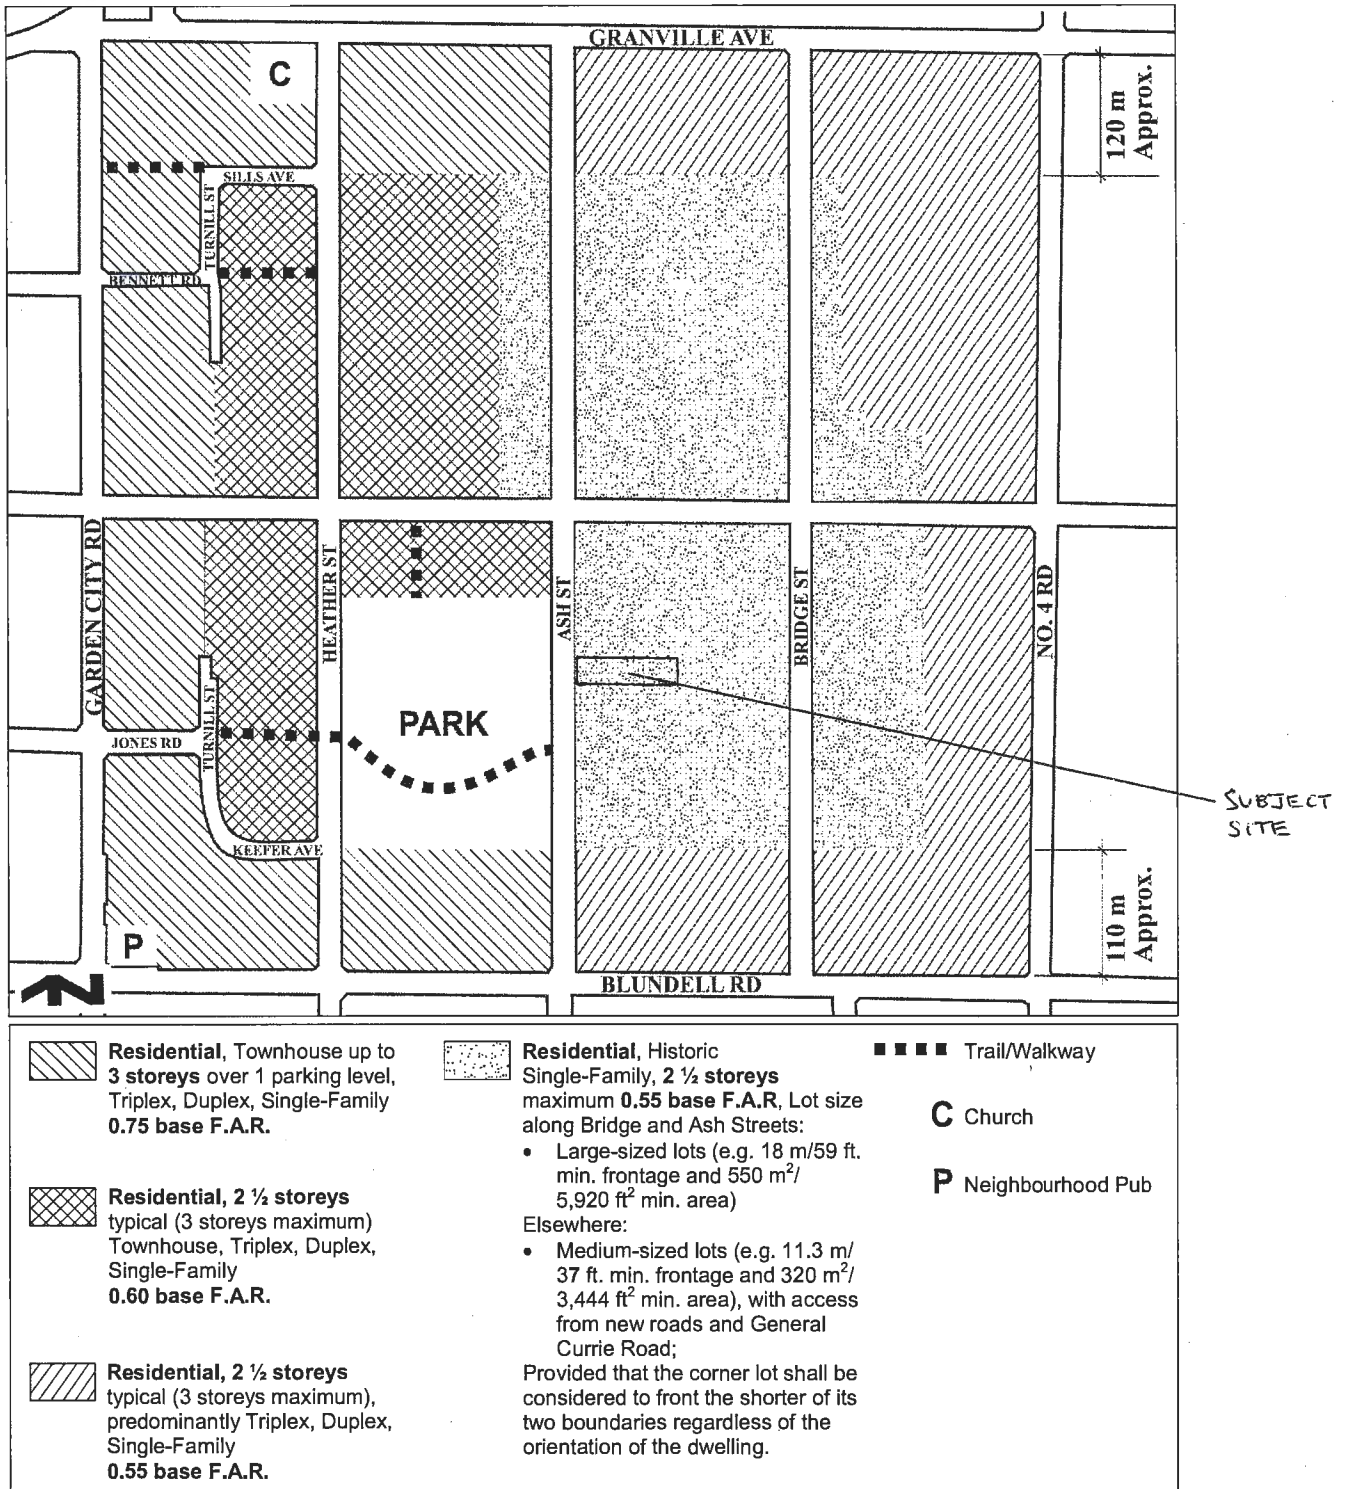 GRANVILLE AVE
C
120 m
Approx.
SILLS AVE
TURNILL ST
BENNETT RD
GARDEN CITY RD
HEATHER ST
ASH ST
BRIDGE ST
NO. 4 RD
PARK
JONES RD
TURNILL ST
SUBJECT
SITE
KEEFER AVE
110 m
Approx.
P
N
BLUNDELL RD
Residential, Townhouse up to
3 storeys over 1 parking level,
Triplex, Duplex, Single-Family
0.75 base F.A.R.
Residential, 2 ½ storeys
typical (3 storeys maximum)
Townhouse, Triplex, Duplex,
Single-Family
0.60 base F.A.R.
Residential, 2 ½ storeys
typical (3 storeys maximum),
predominantly Triplex, Duplex,
Single-Family
0.55 base F.A.R.
Residential, Historic
Single-Family, 2 ½ storeys
maximum 0.55 base F.A.R, Lot size
along Bridge and Ash Streets:
• Large-sized lots (e.g. 18 m/59 ft.
min. frontage and 550 m²/
5,920 ft² min. area)
Elsewhere:
• Medium-sized lots (e.g. 11.3 m/
37 ft. min. frontage and 320 m²/
3,444 ft² min. area), with access
from new roads and General
Currie Road;
Provided that the corner lot shall be
considered to front the shorter of its
two boundaries regardless of the
orientation of the dwelling.
Trail/Walkway
C Church
P Neighbourhood Pub